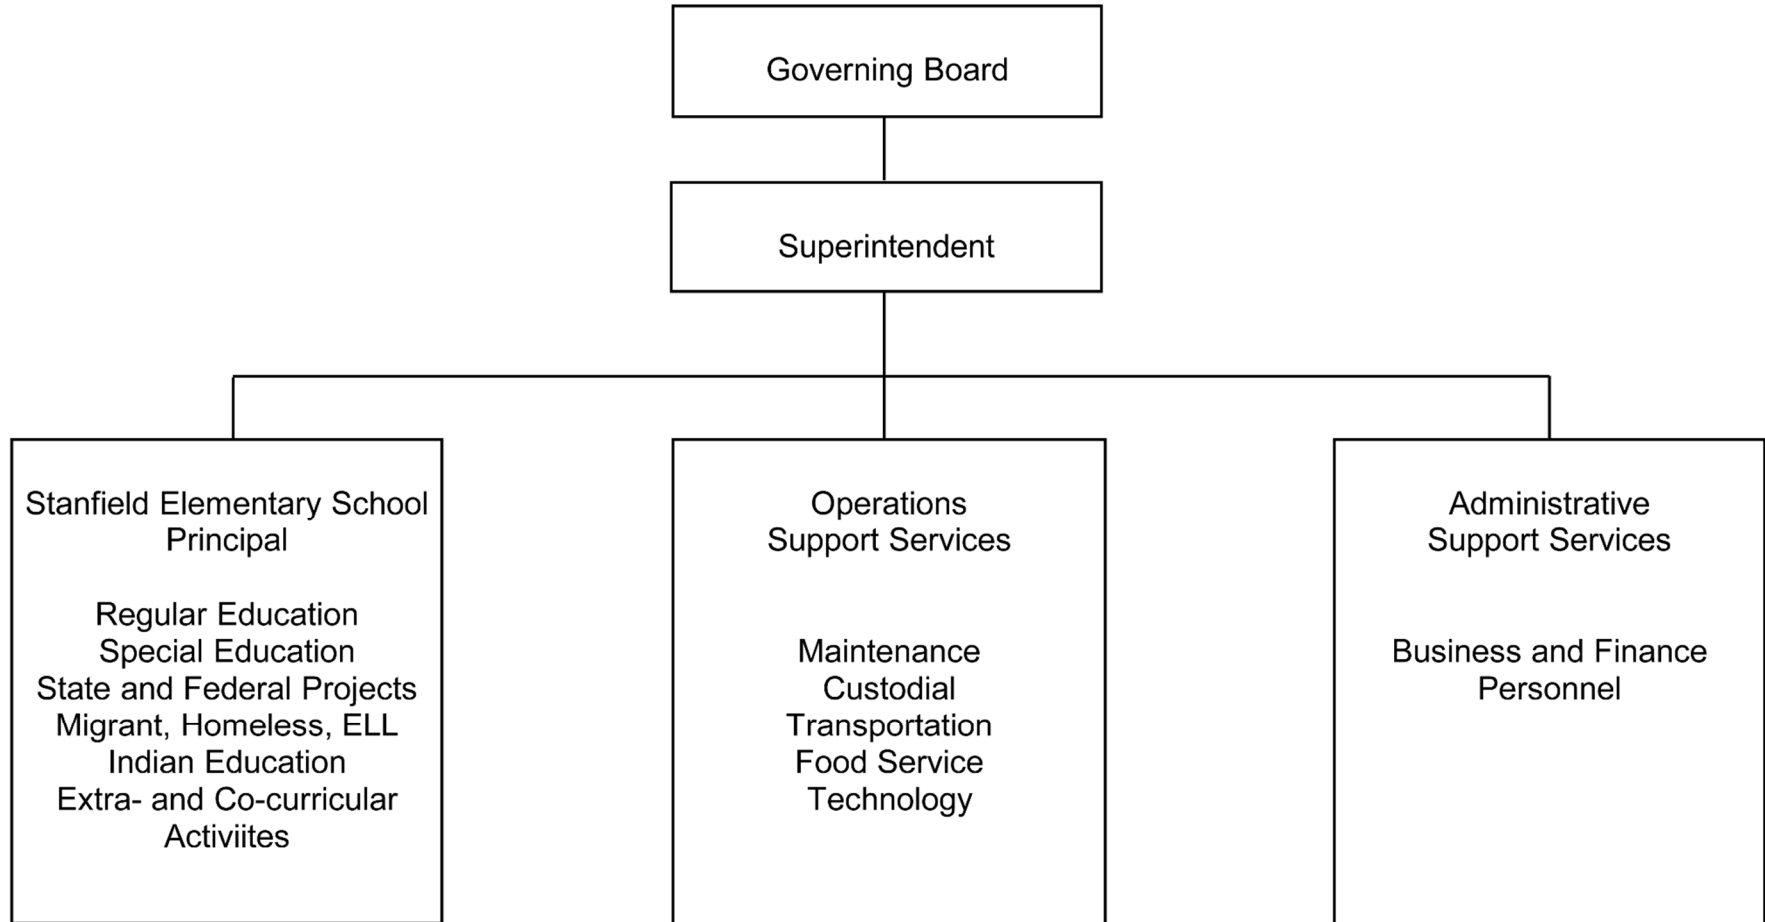 Governing Board
Superintendent
Stanfield Elementary School
Principal
Regular Education
Special Education
State and Federal Projects
Migrant, Homeless, ELL
Indian Education
Extra- and Co-curricular
Activiites
Operations
Support Services
Maintenance
Custodial
Transportation
Food Service
Technology
Administrative
Support Services
Business and Finance
Personnel